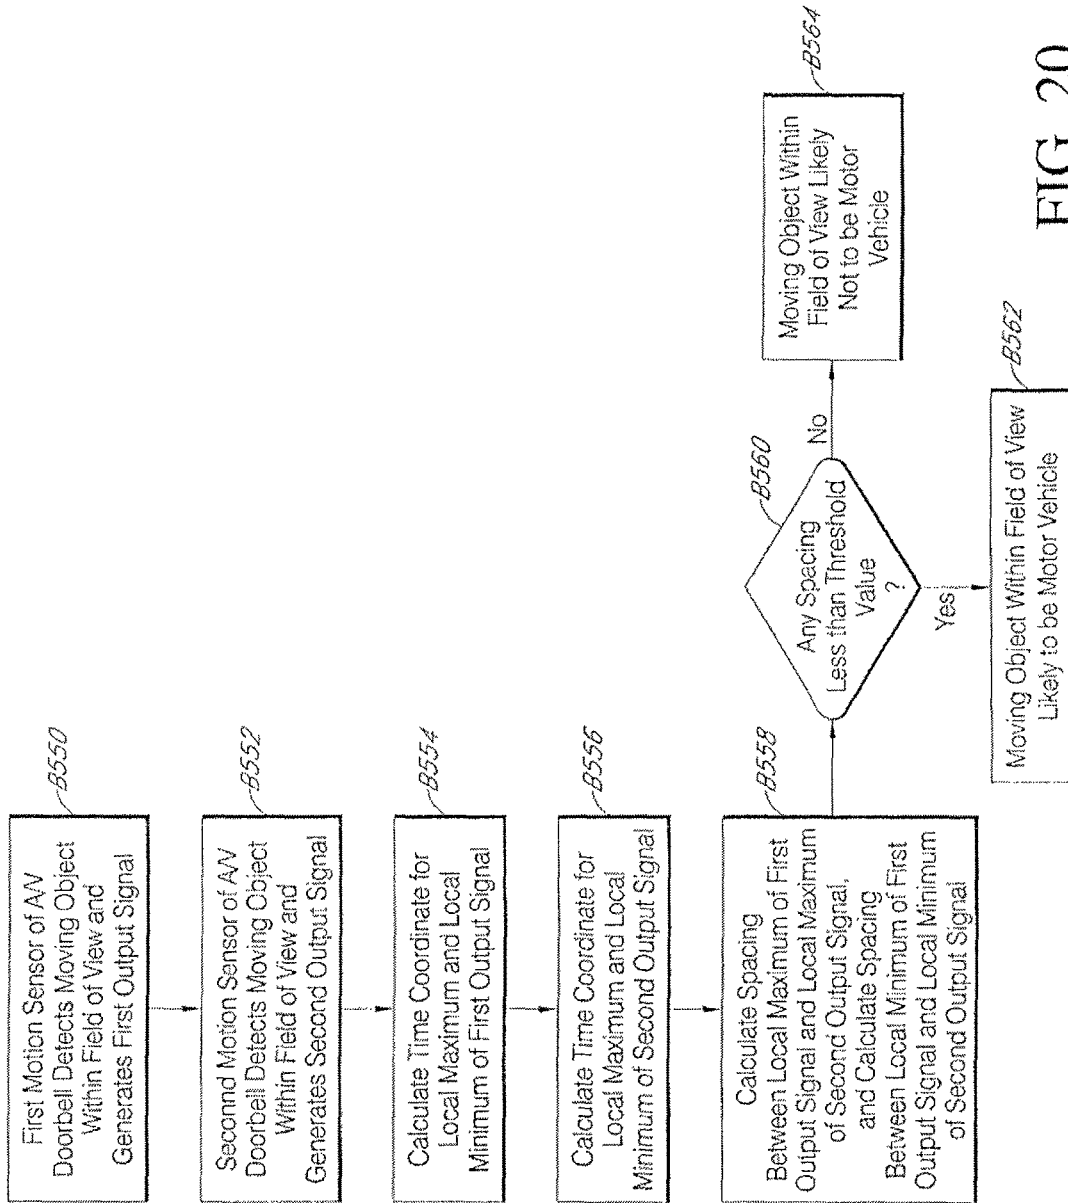 First Motion Sensor of A/V
Doorbell Detects Moving Object
Within Field of View and
Generates First Output Signal
B550
Seconnd Motion Sensor of A/V
Doorbell Detects Moving Object
Within Field of View and
Generates Second Output Signal
B552
Calculate Time Coordinate for
Local Maximum and Local
Minimum of First Output Signal
B554
Calculate Time Coordinate for
Local Maximum and Local
Minimum of Second Output Signal
B556
Calculate Spacing
Between Local Maximum of First
Output Signal and Local Maximum
of Second Output Signal,
and Calculate Spacing
Between Local Minimum of First
Output Signal and Local Minimum
of Second Output Signal
B558
Any Spacing
Less than Threshold
Value
?
B560
No
Moving Object Within
Field of View Likely
Not to be Motor
Vehicle
B564
Yes
Moving Object Within Field of View
Likely to be Motor Vehicle
B562
FIG. 20